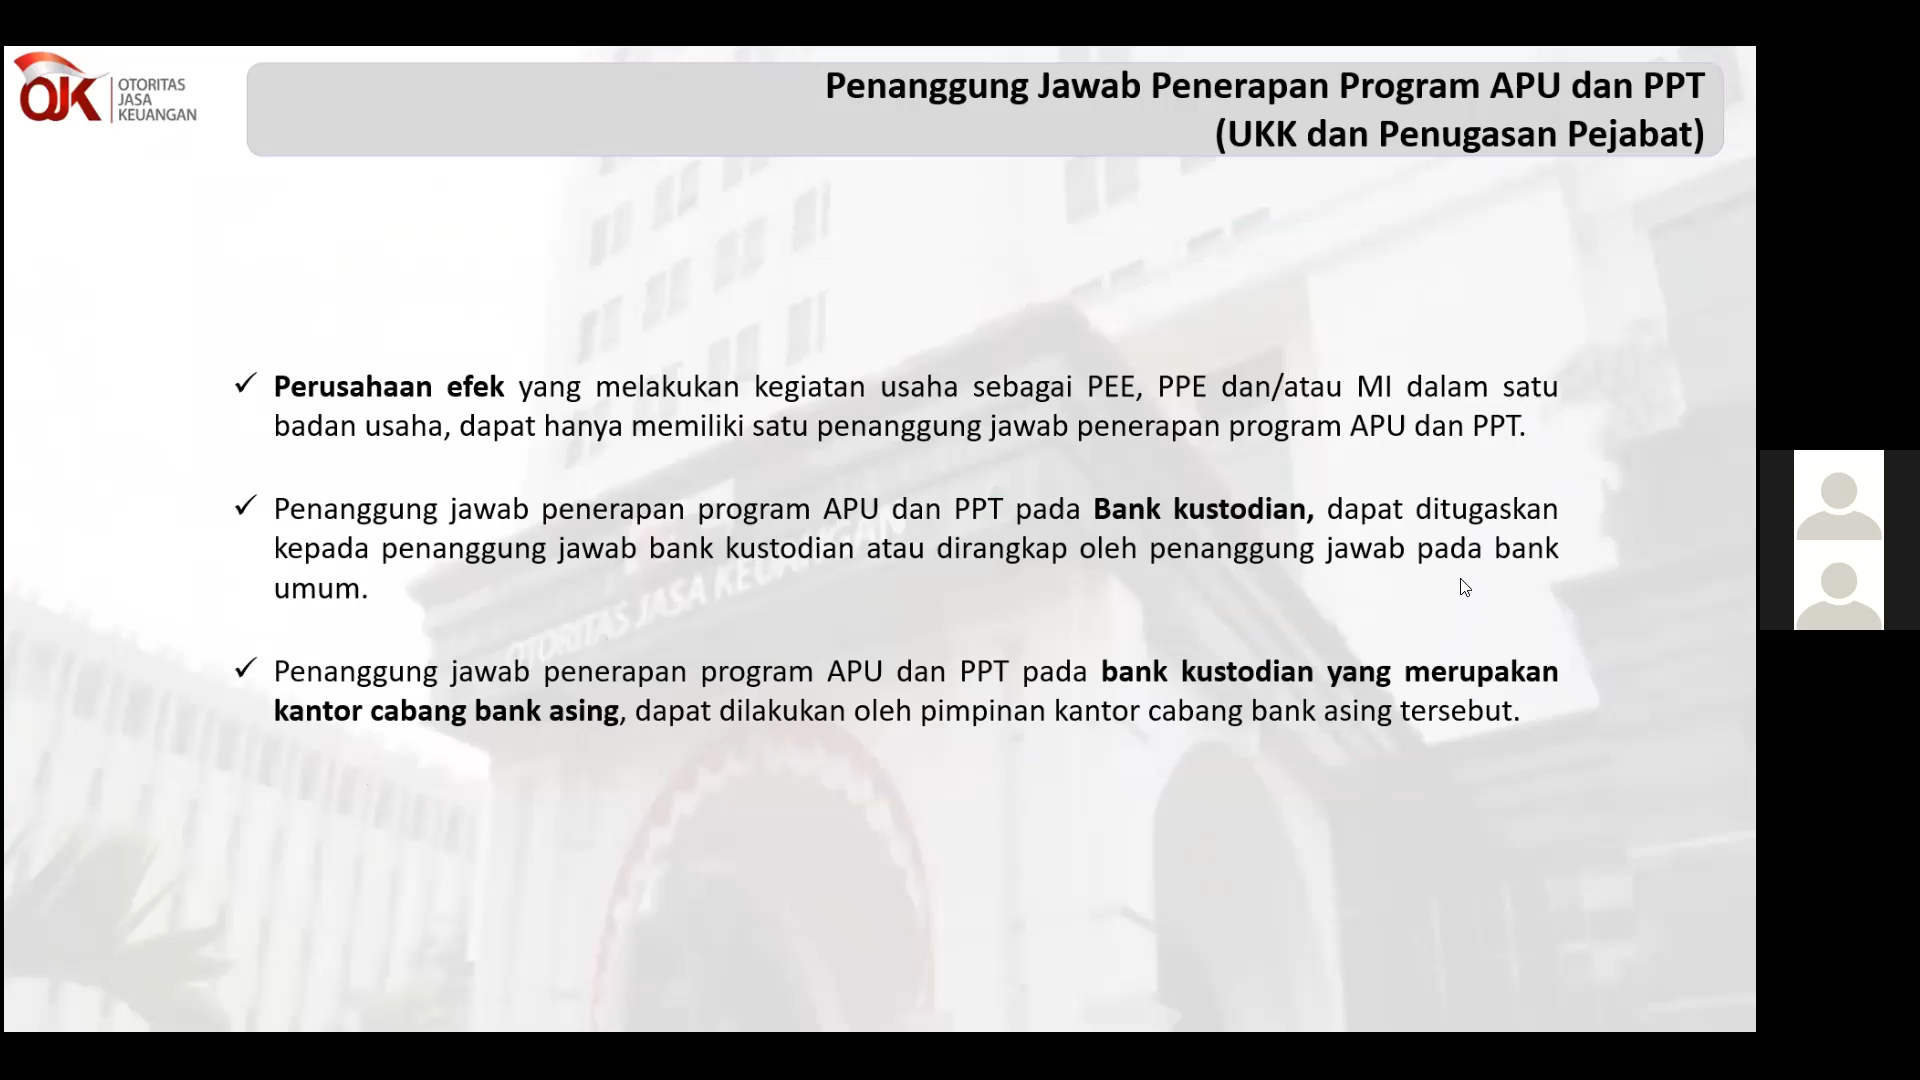 OJK
OTORITAS
JASA
KEUANGAN
Penanggung Jawab Penerapan Program APU dan PPT
(UKK dan Penugasan Pejabat)
✓ Perusahaan efek yang melakukan kegiatan usaha sebagai PEE, PPE dan/atau MI dalam satu
badan usaha, dapat hanya memiliki satu penanggung jawab penerapan program APU dan PPT.
✓ Penanggung jawab penerapan program APU dan PPT pada Bank kustodian, dapat ditugaskan
kepada penanggung jawab bank kustodian atau dirangkap oleh penanggung jawab pada bank
umum.
✓ Penanggung jawab penerapan program APU dan PPT pada bank kustodian yang merupakan
kantor cabang bank asing, dapat dilakukan oleh pimpinan kantor cabang bank asing tersebut.
OTORITAS JASA KEUANGAN